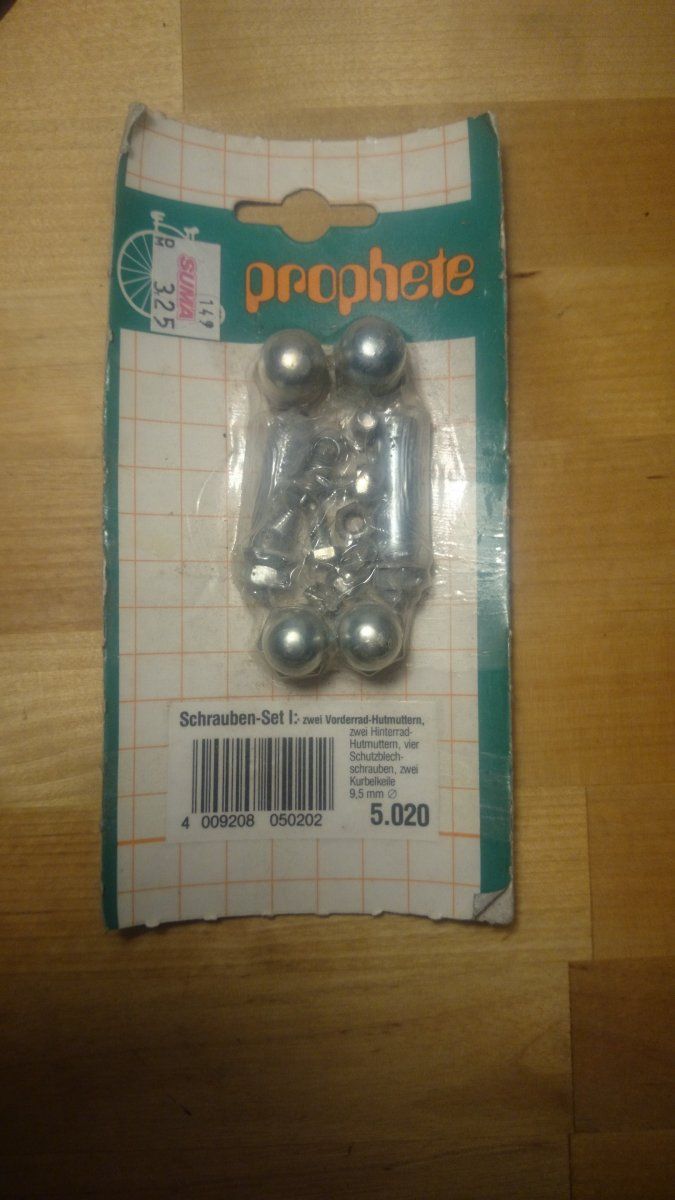 prophete
DM
SUMA
149
3.25
Schrauben-Set I: zwei Vorderrad-Hutmuttern,
zwei Hinterrad-
Hutmuttern, vier
Schutzblech-
schrauben, zwei
Kurbelkeile
9,5 mm ∅
4 009208 050202
5.020